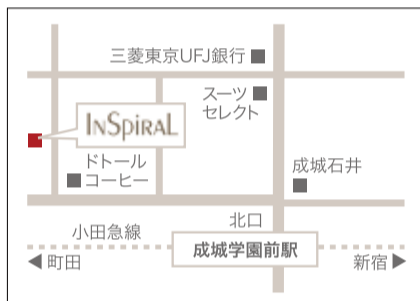 三菱東京UFJ銀行
スーツ
セレクト
INSPIRAL
ドトール
コーヒー
成城石井
北口
小田急線
成城学園前駅
町田
新宿